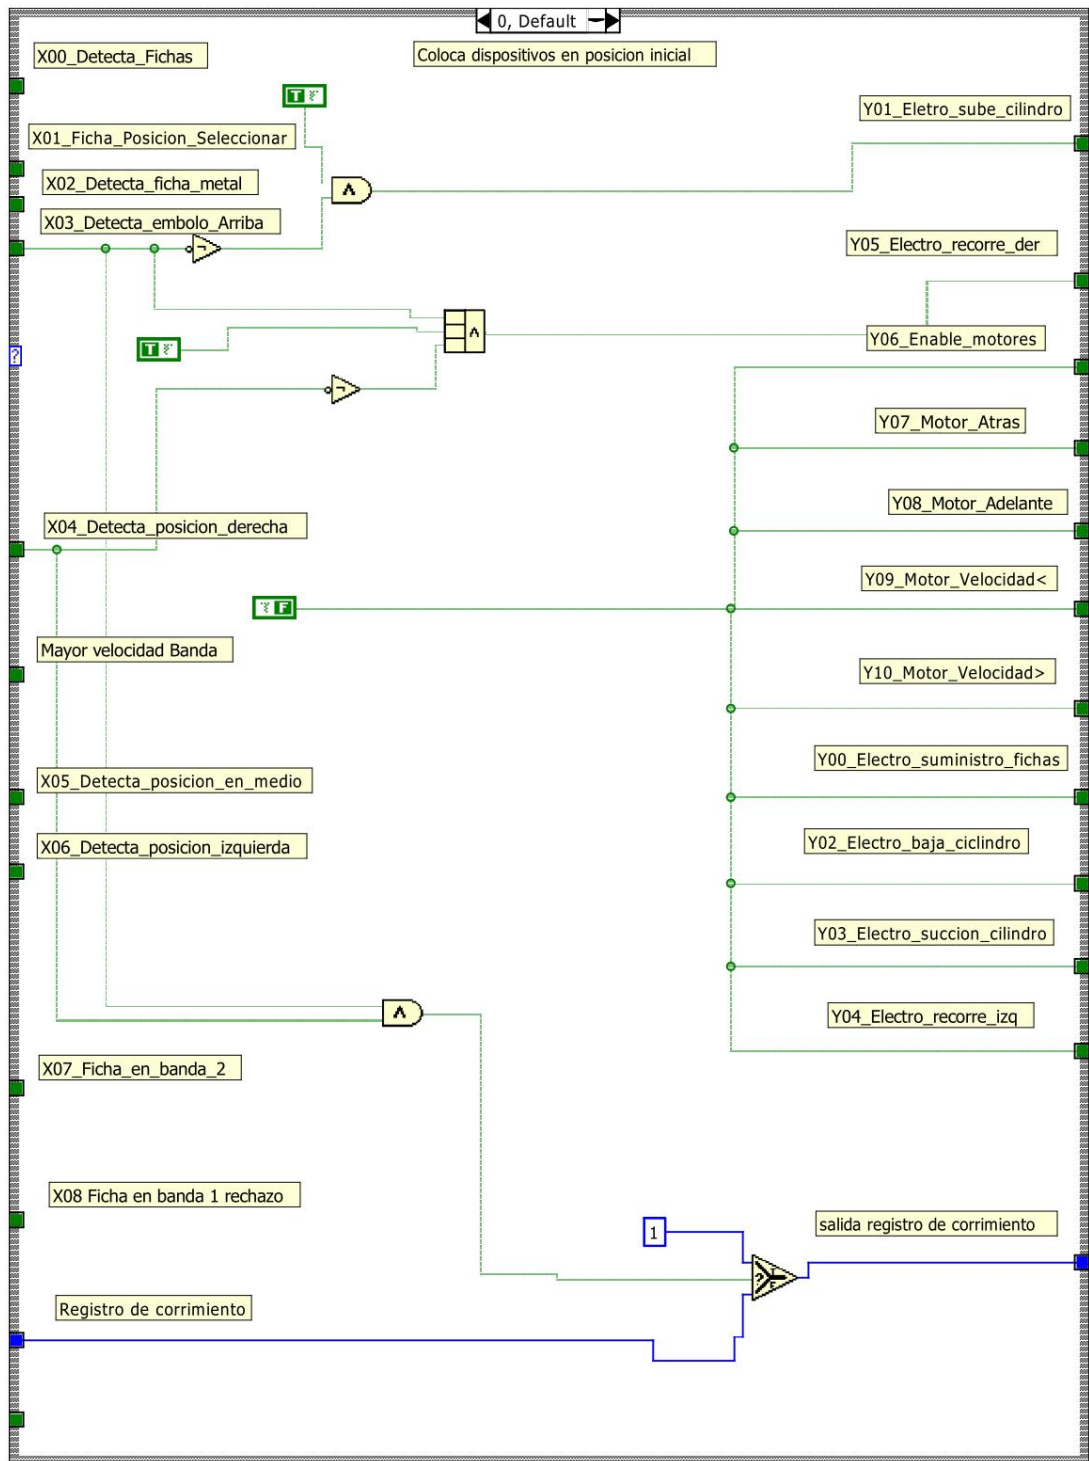 0, Default
X00_Detecta_Fichas
Coloca dispositivos en posicion inicial
T
Y01_Eletro_sube_cilindro
X01_Ficha_Posicion_Seleccionar
X02_Detecta_ficha_metal
X03_Detecta_embolo_Arriba
Y05_Electro_recorre_der
T
?
Y06_Enable_motores
Y07_Motor_Atras
X04_Detecta_posicion_derecha
Y08_Motor_Adelante
Y09_Motor_Velocidad<
F
Mayor velocidad Banda
Y10_Motor_Velocidad>
X05_Detecta_posicion_en_medio
Y00_Electro_suministro_fichas
X06_Detecta_posicion_izquierda
Y02_Electro_baja_ciclindro
Y03_Electro_succion_cilindro
Y04_Electro_recorre_izq
X07_Ficha_en_banda_2
X08 Ficha en banda 1 rechazo
salida registro de corrimiento
1
? T
F
Registro de corrimiento